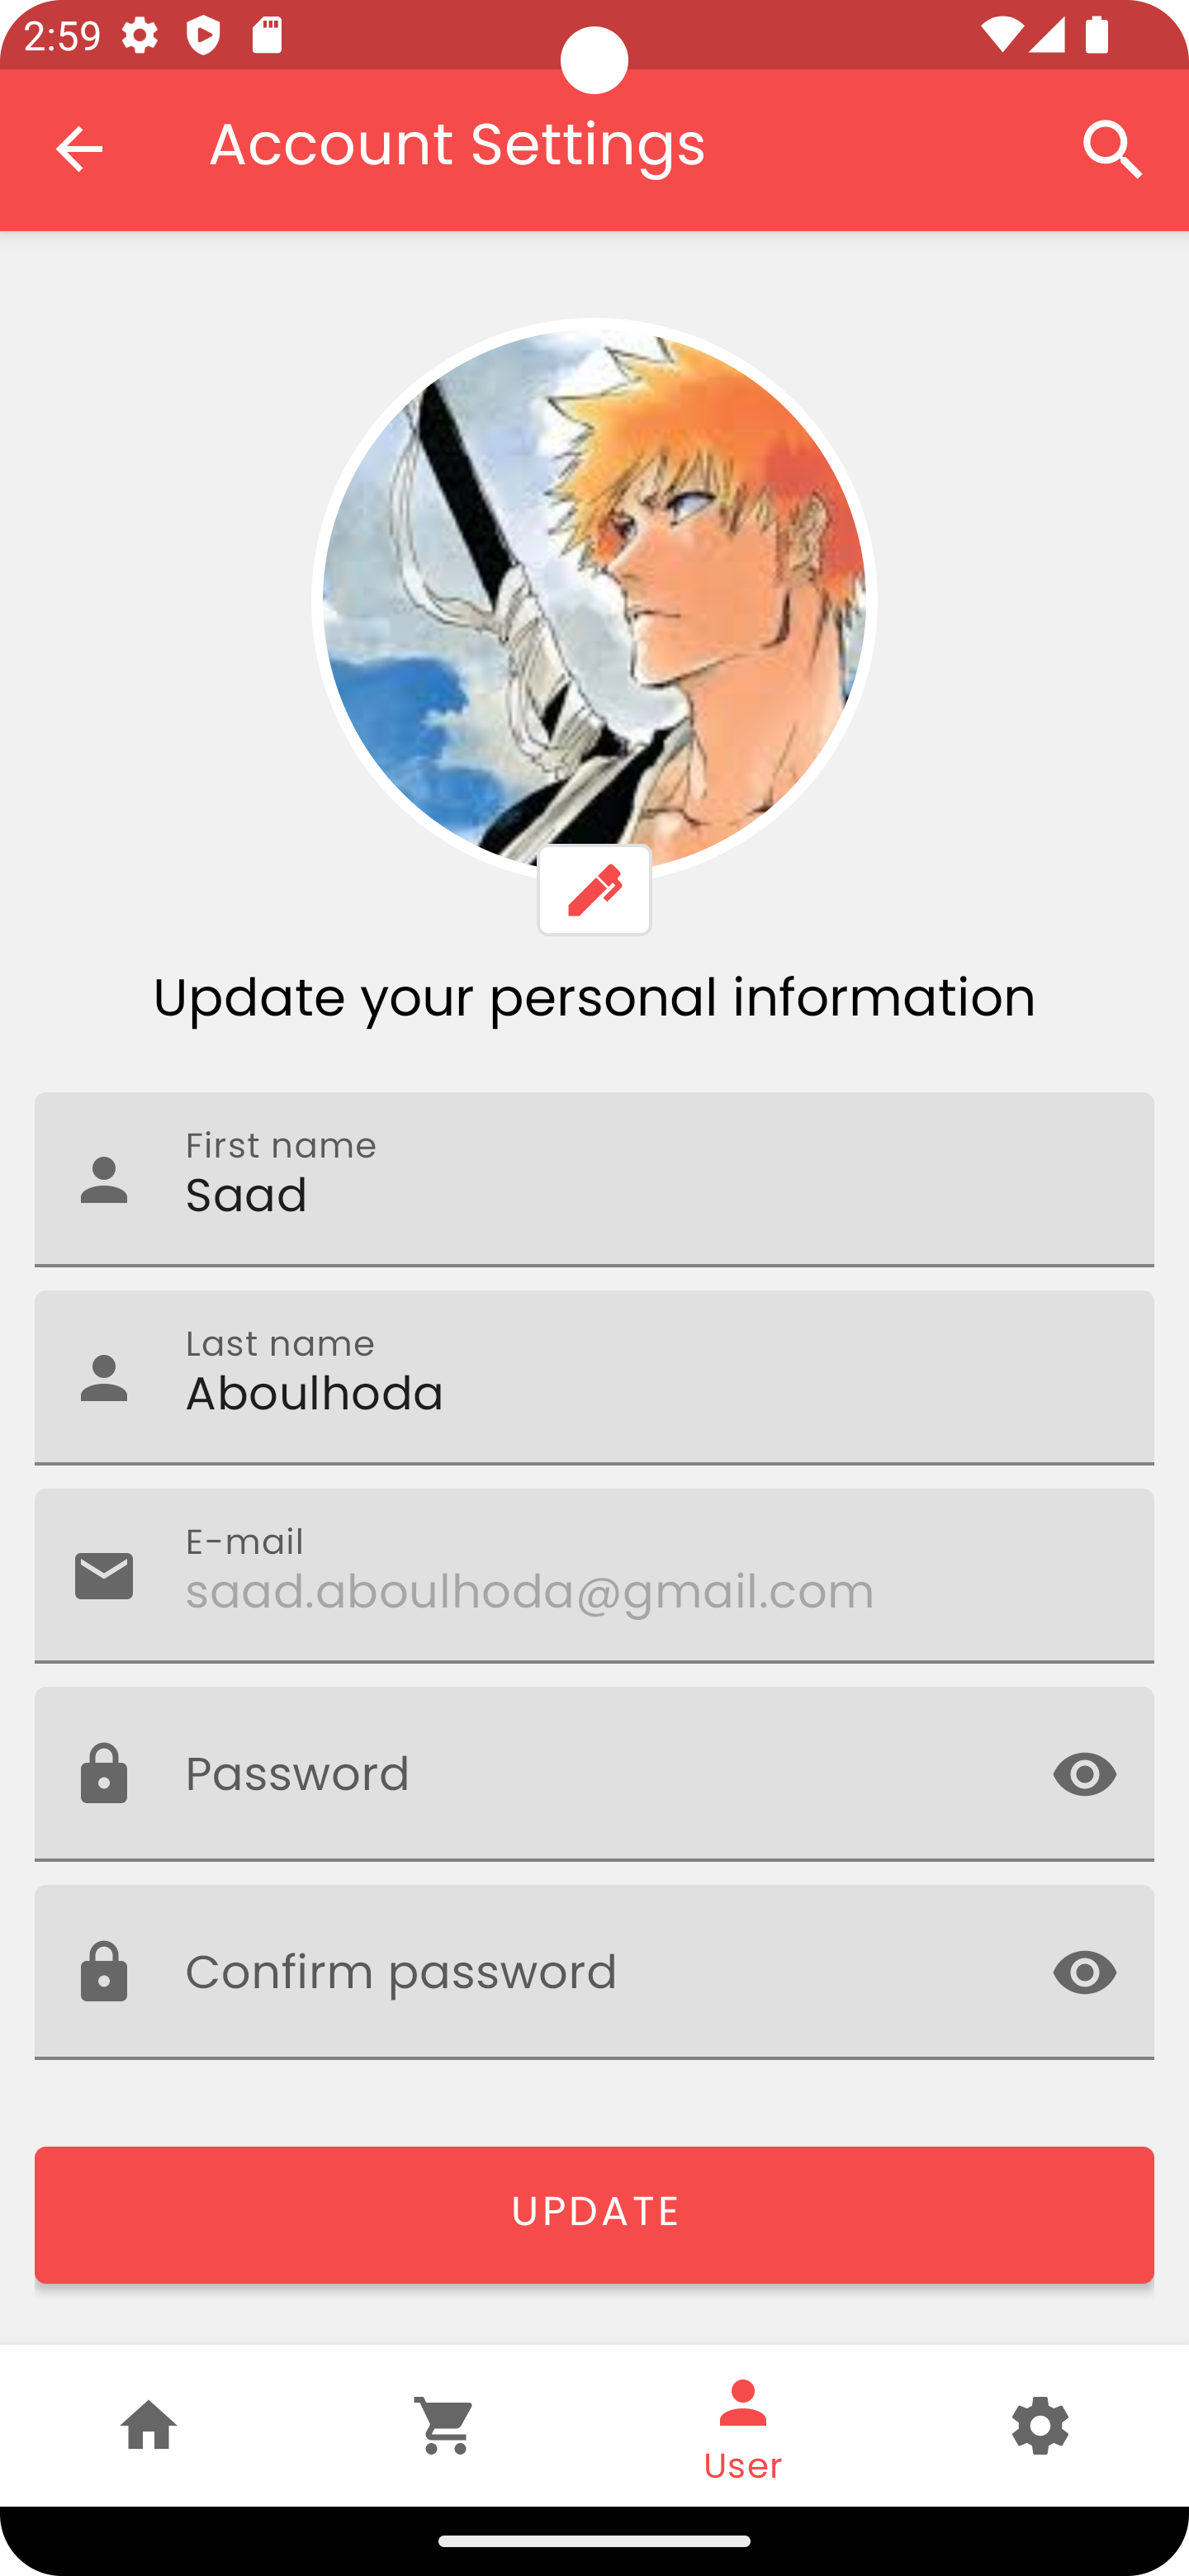 2:59
Account Settings
Update your personal information
First name
Saad
Last name
Aboulhoda
E-mail
saad.aboulhoda@gmail.com
Password
Confirm password
UPDATE
User